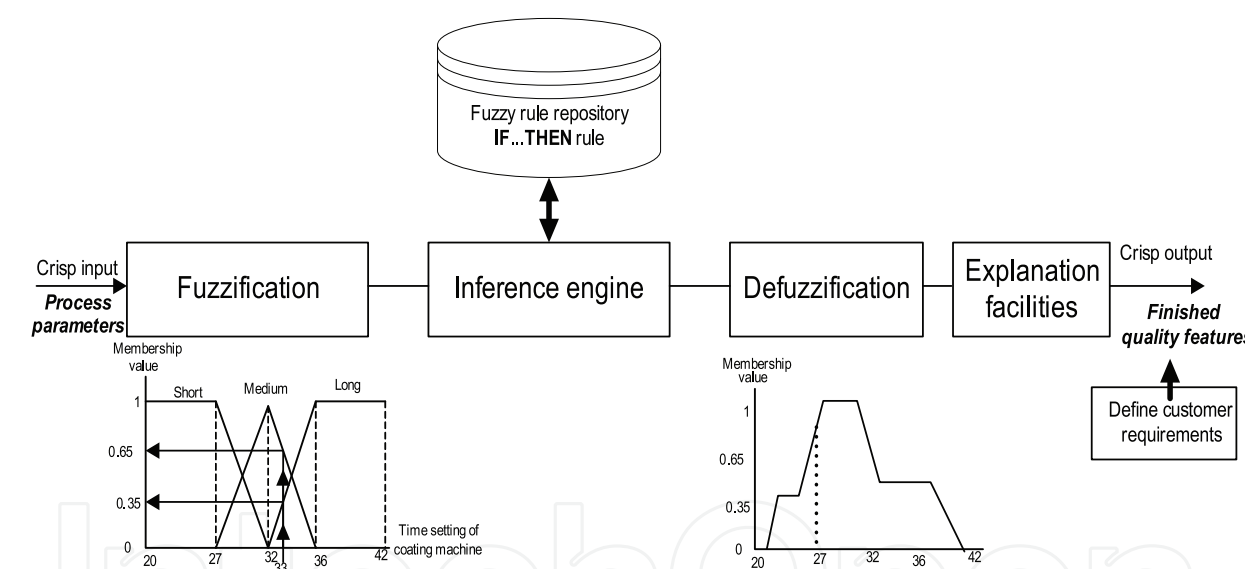 Fuzzy rule repository
IF...THEN rule
Crisp input
Process
parameters
Fuzzification
Inference engine
Defuzzification
Explanation
facilities
Crisp output
Finished
quality features
Define customer
requirements
Membership
value
Short
Medium
Long
1
0.65
0.35
0
20
27
32
33
36
42
Time setting of
coating machine
Membership
value
1
0.65
0.35
0
20
27
32
36
42